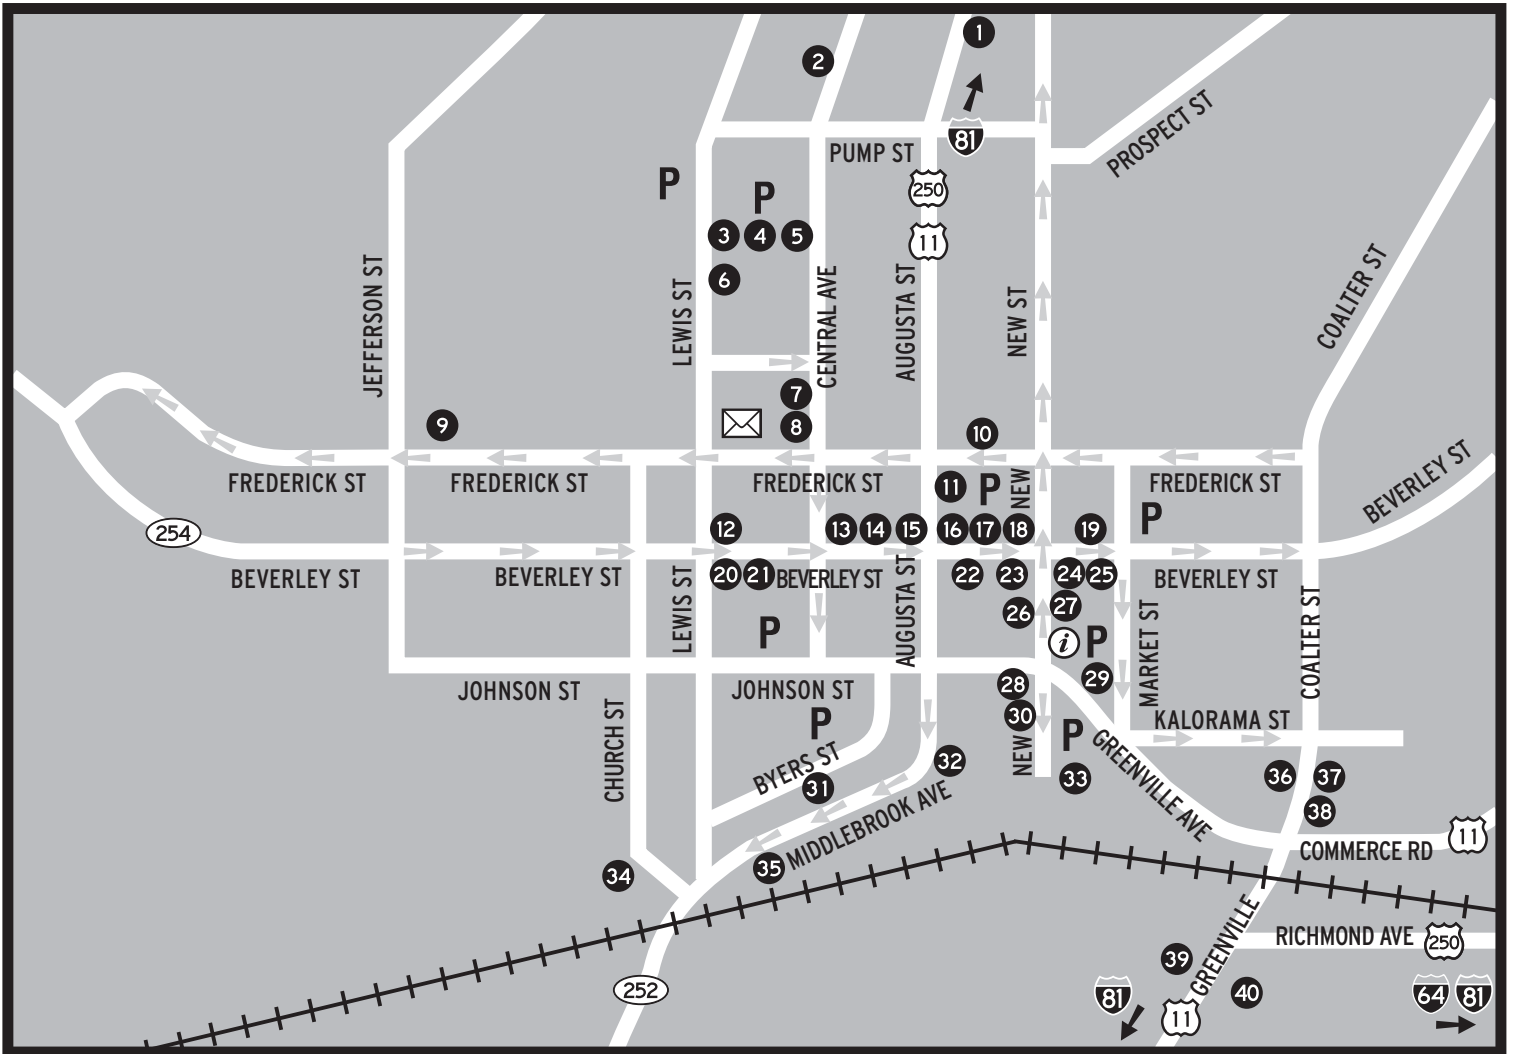 1
2
81
PUMP ST
PROSPECT ST
P
P
250
3 4 5
11
6
JEFFERSON ST
LEWIS ST
CENTRAL AVE
AUGUSTA ST
NEW ST
COALTER ST
7
8
9
10
FREDERICK ST
FREDERICK ST
FREDERICK ST
11
P
NEW
FREDERICK ST
BEVERLEY ST
254
12
13 14 15
16 17 18
19
P
BEVERLEY ST
BEVERLEY ST
20 21
BEVERLEY ST
22
23
24 25
BEVERLEY ST
LEWIS ST
P
AUGUSTA ST
26
27
i
P
MARKET ST
COALTER ST
29
JOHNSON ST
JOHNSON ST
28
30
NEW
P
33
KALORAMA ST
CHURCH ST
P
BYERS ST
31
32
MIDDLEBROOK AVE
GREENVILLE AVE
36
37
38
11
COMMERCE RD
34
35
GREENVILLE
RICHMOND AVE
250
39
40
252
81
11
64
81